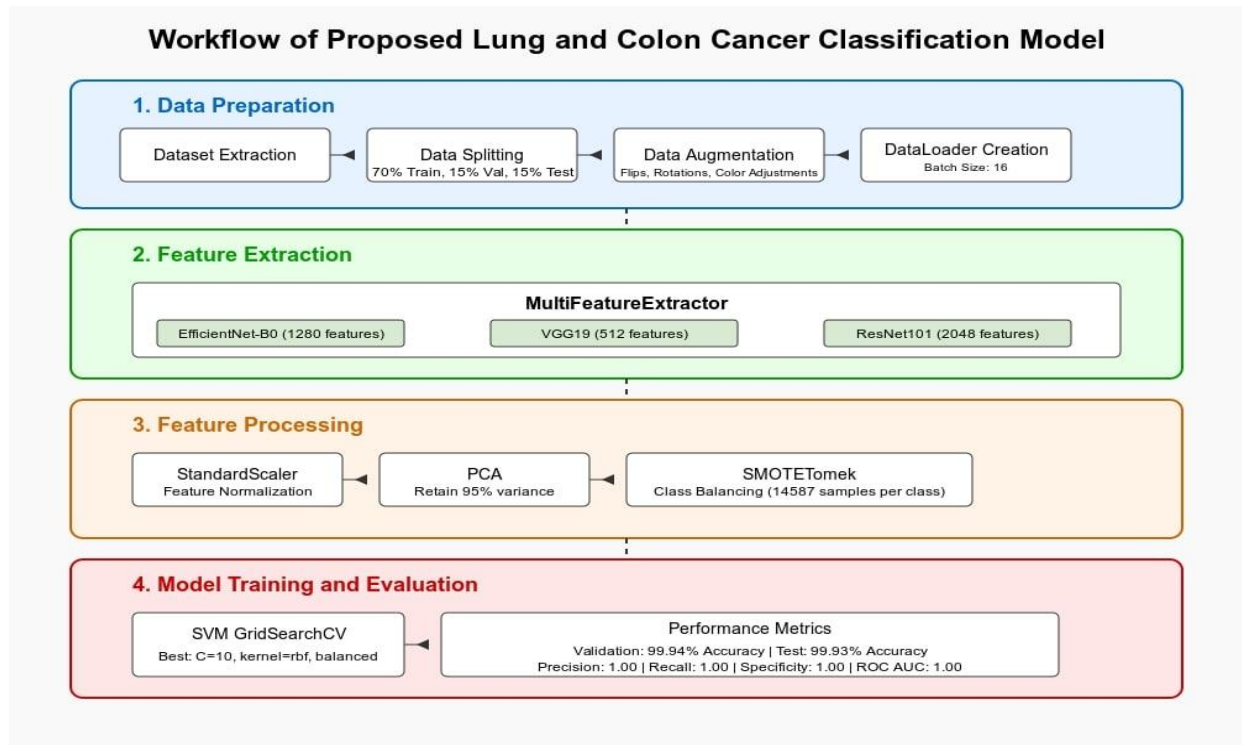 Workflow of Proposed Lung and Colon Cancer Classification Model
1. Data Preparation
Dataset Extraction
Data Splitting
70% Train, 15% Val, 15% Test
Data Augmentation
Flips, Rotations, Color Adjustments
DataLoader Creation
Batch Size: 16
2. Feature Extraction
MultiFeatureExtractor
EfficientNet-B0 (1280 features)
VGG19 (512 features)
ResNet101 (2048 features)
3. Feature Processing
StandardScaler
Feature Normalization
PCA
Retain 95% variance
SMOTETomek
Class Balancing (14587 samples per class)
4. Model Training and Evaluation
SVM GridSearchCV
Best: C=10, kernel=rbf, balanced
Performance Metrics
Validation: 99.94% Accuracy | Test: 99.93% Accuracy
Precision: 1.00 | Recall: 1.00 | Specificity: 1.00 | ROC AUC: 1.00